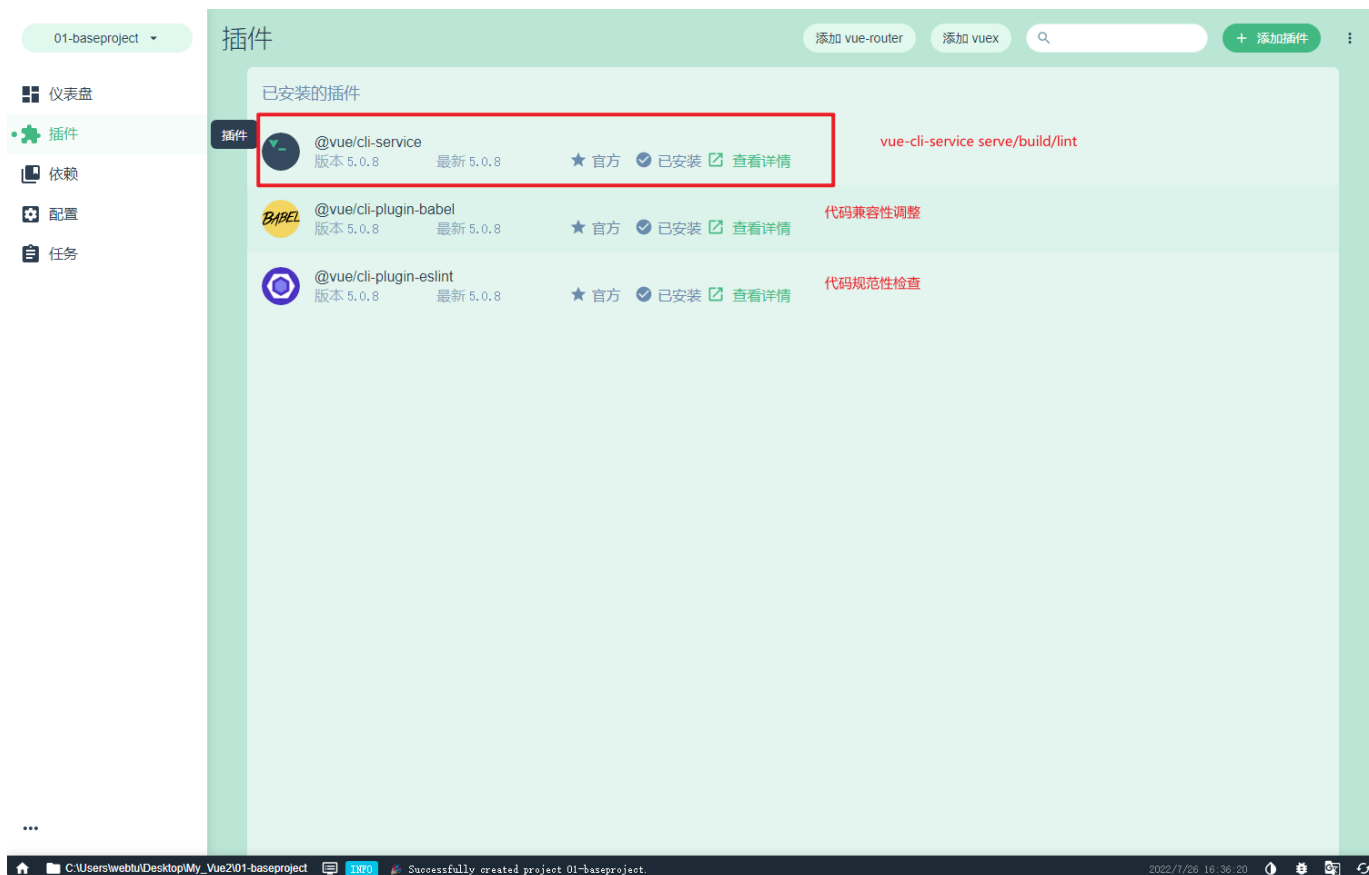 01-baseproject
插件
添加 vue-router
添加 vuex
添加插件
仪表盘
插件
依赖
配置
任务
插件
已安装的插件
@vue/cli-service
版本 5.0.8 最新 5.0.8 官方 已安装 查看详情
vue-cli-service serve/build/lint
BABEL
@vue/cli-plugin-babel
版本 5.0.8 最新 5.0.8 官方 已安装 查看详情
代码兼容性调整
@vue/cli-plugin-eslint
版本 5.0.8 最新 5.0.8 官方 已安装 查看详情
代码规范性检查
C:\Users\webtu\Desktop\My_Vue2\01-baseproject INFO Successfully created project 01-baseproject. 2022/7/26 16:36:20